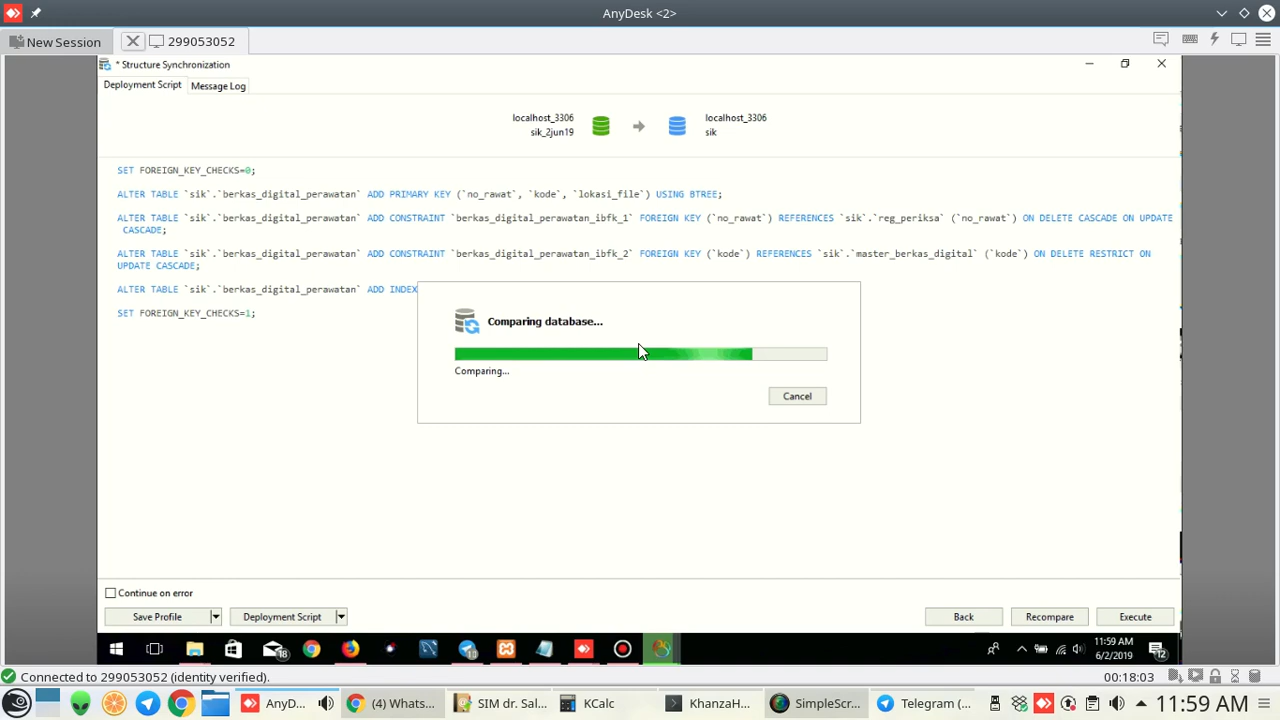 AnyDesk <2>
New Session
299053052
* Structure Synchronization
Deployment Script
Message Log
localhost_3306
sik_2jun19
localhost_3306
sik
SET FOREIGN_KEY_CHECKS=0;
ALTER TABLE `sik`.`berkas_digital_perawatan` ADD PRIMARY KEY (`no_rawat`, `kode`, `lokasi_file`) USING BTREE;
ALTER TABLE `sik`.`berkas_digital_perawatan` ADD CONSTRAINT `berkas_digital_perawatan_ibfk_1` FOREIGN KEY (`no_rawat`) REFERENCES `sik`.`reg_periksa` (`no_rawat`) ON DELETE CASCADE ON UPDATE
CASCADE;
ALTER TABLE `sik`.`berkas_digital_perawatan` ADD CONSTRAINT `berkas_digital_perawatan_ibfk_2` FOREIGN KEY (`kode`) REFERENCES `sik`.`master_berkas_digital` (`kode`) ON DELETE RESTRICT ON
UPDATE CASCADE;
ALTER TABLE `sik`.`berkas_digital_perawatan` ADD INDEX
SET FOREIGN_KEY_CHECKS=1;
Comparing database...
Comparing...
Cancel
Continue on error
Save Profile
Deployment Script
Back
Recompare
Execute
18
11:59 AM
6/2/2019
12
Connected to 299053052 (identity verified).
00:18:03
AnyD...
(4) Whats...
SIM dr. Sal...
KCalc
KhanzaH...
SimpleScr...
Telegram (...
11:59 AM